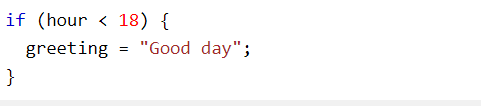 if (hour < 18) {
  greeting = "Good day";
}